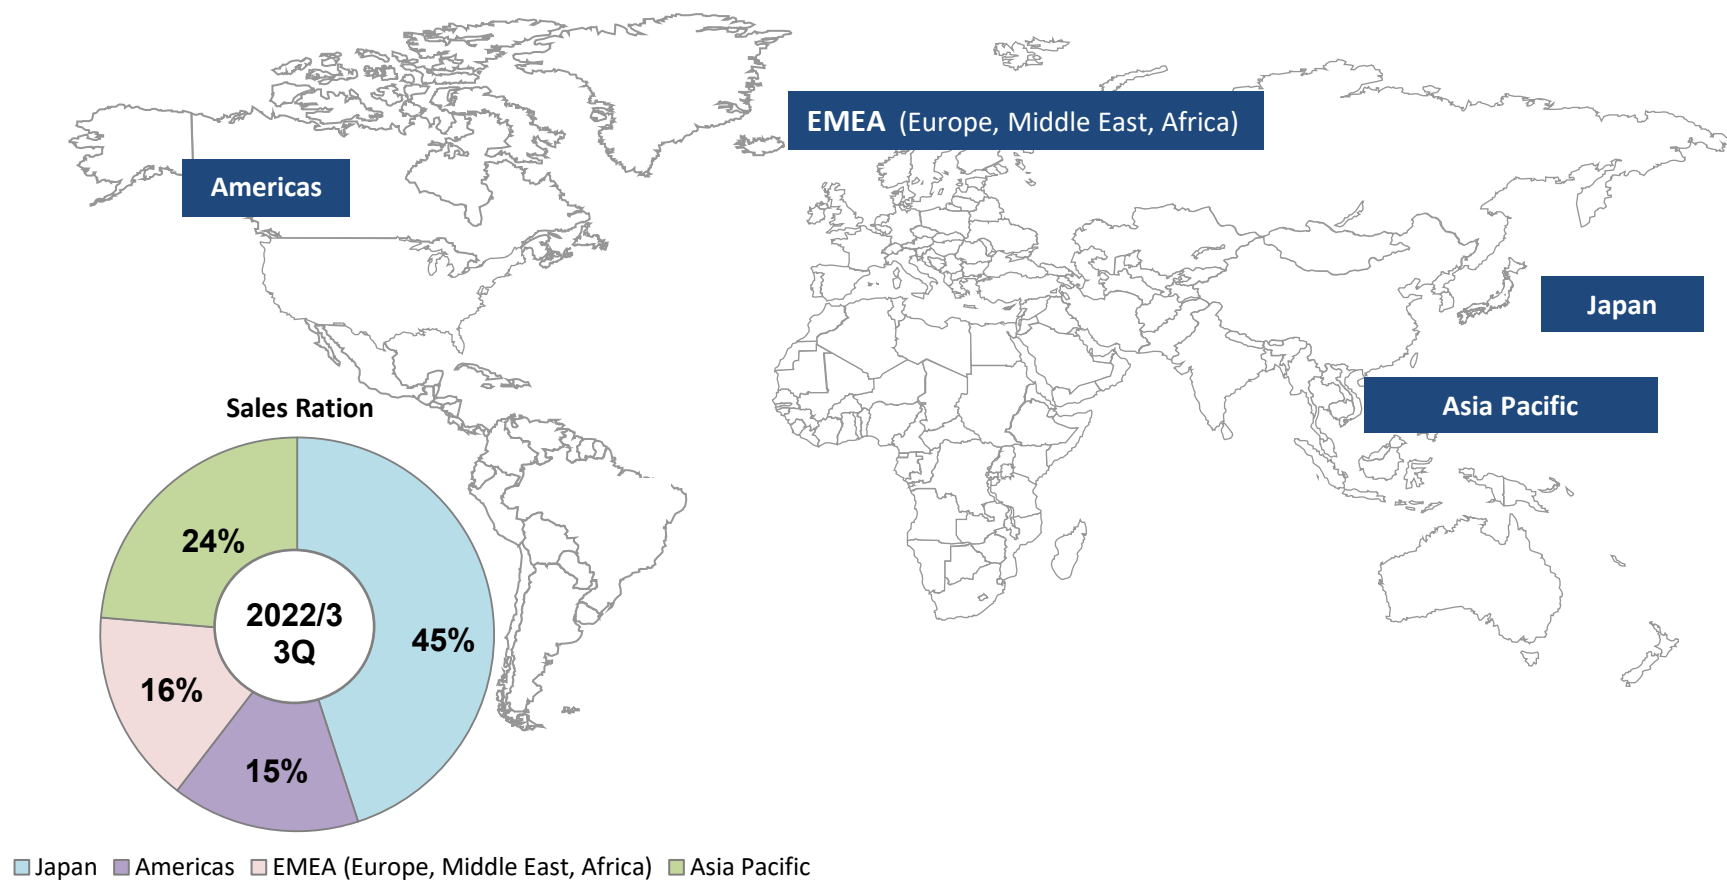 EMEA (Europe, Middle East, Africa)
Americas
Japan
Asia Pacific
Sales Ration
24%
2022/3
3Q
45%
16%
15%
Japan Americas EMEA (Europe, Middle East, Africa) Asia Pacific